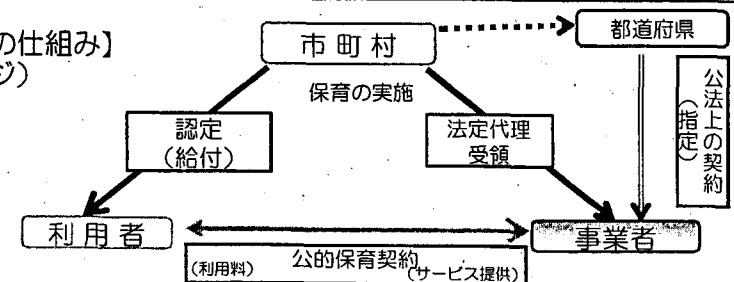 の仕組み】
ジ)
市町村
都道府県
保育の実施
認定
(給付)
法定代理
受領
公法上の契約
(指定)
利用者
事業者
公的保育契約
(利用料)
(サービス提供)